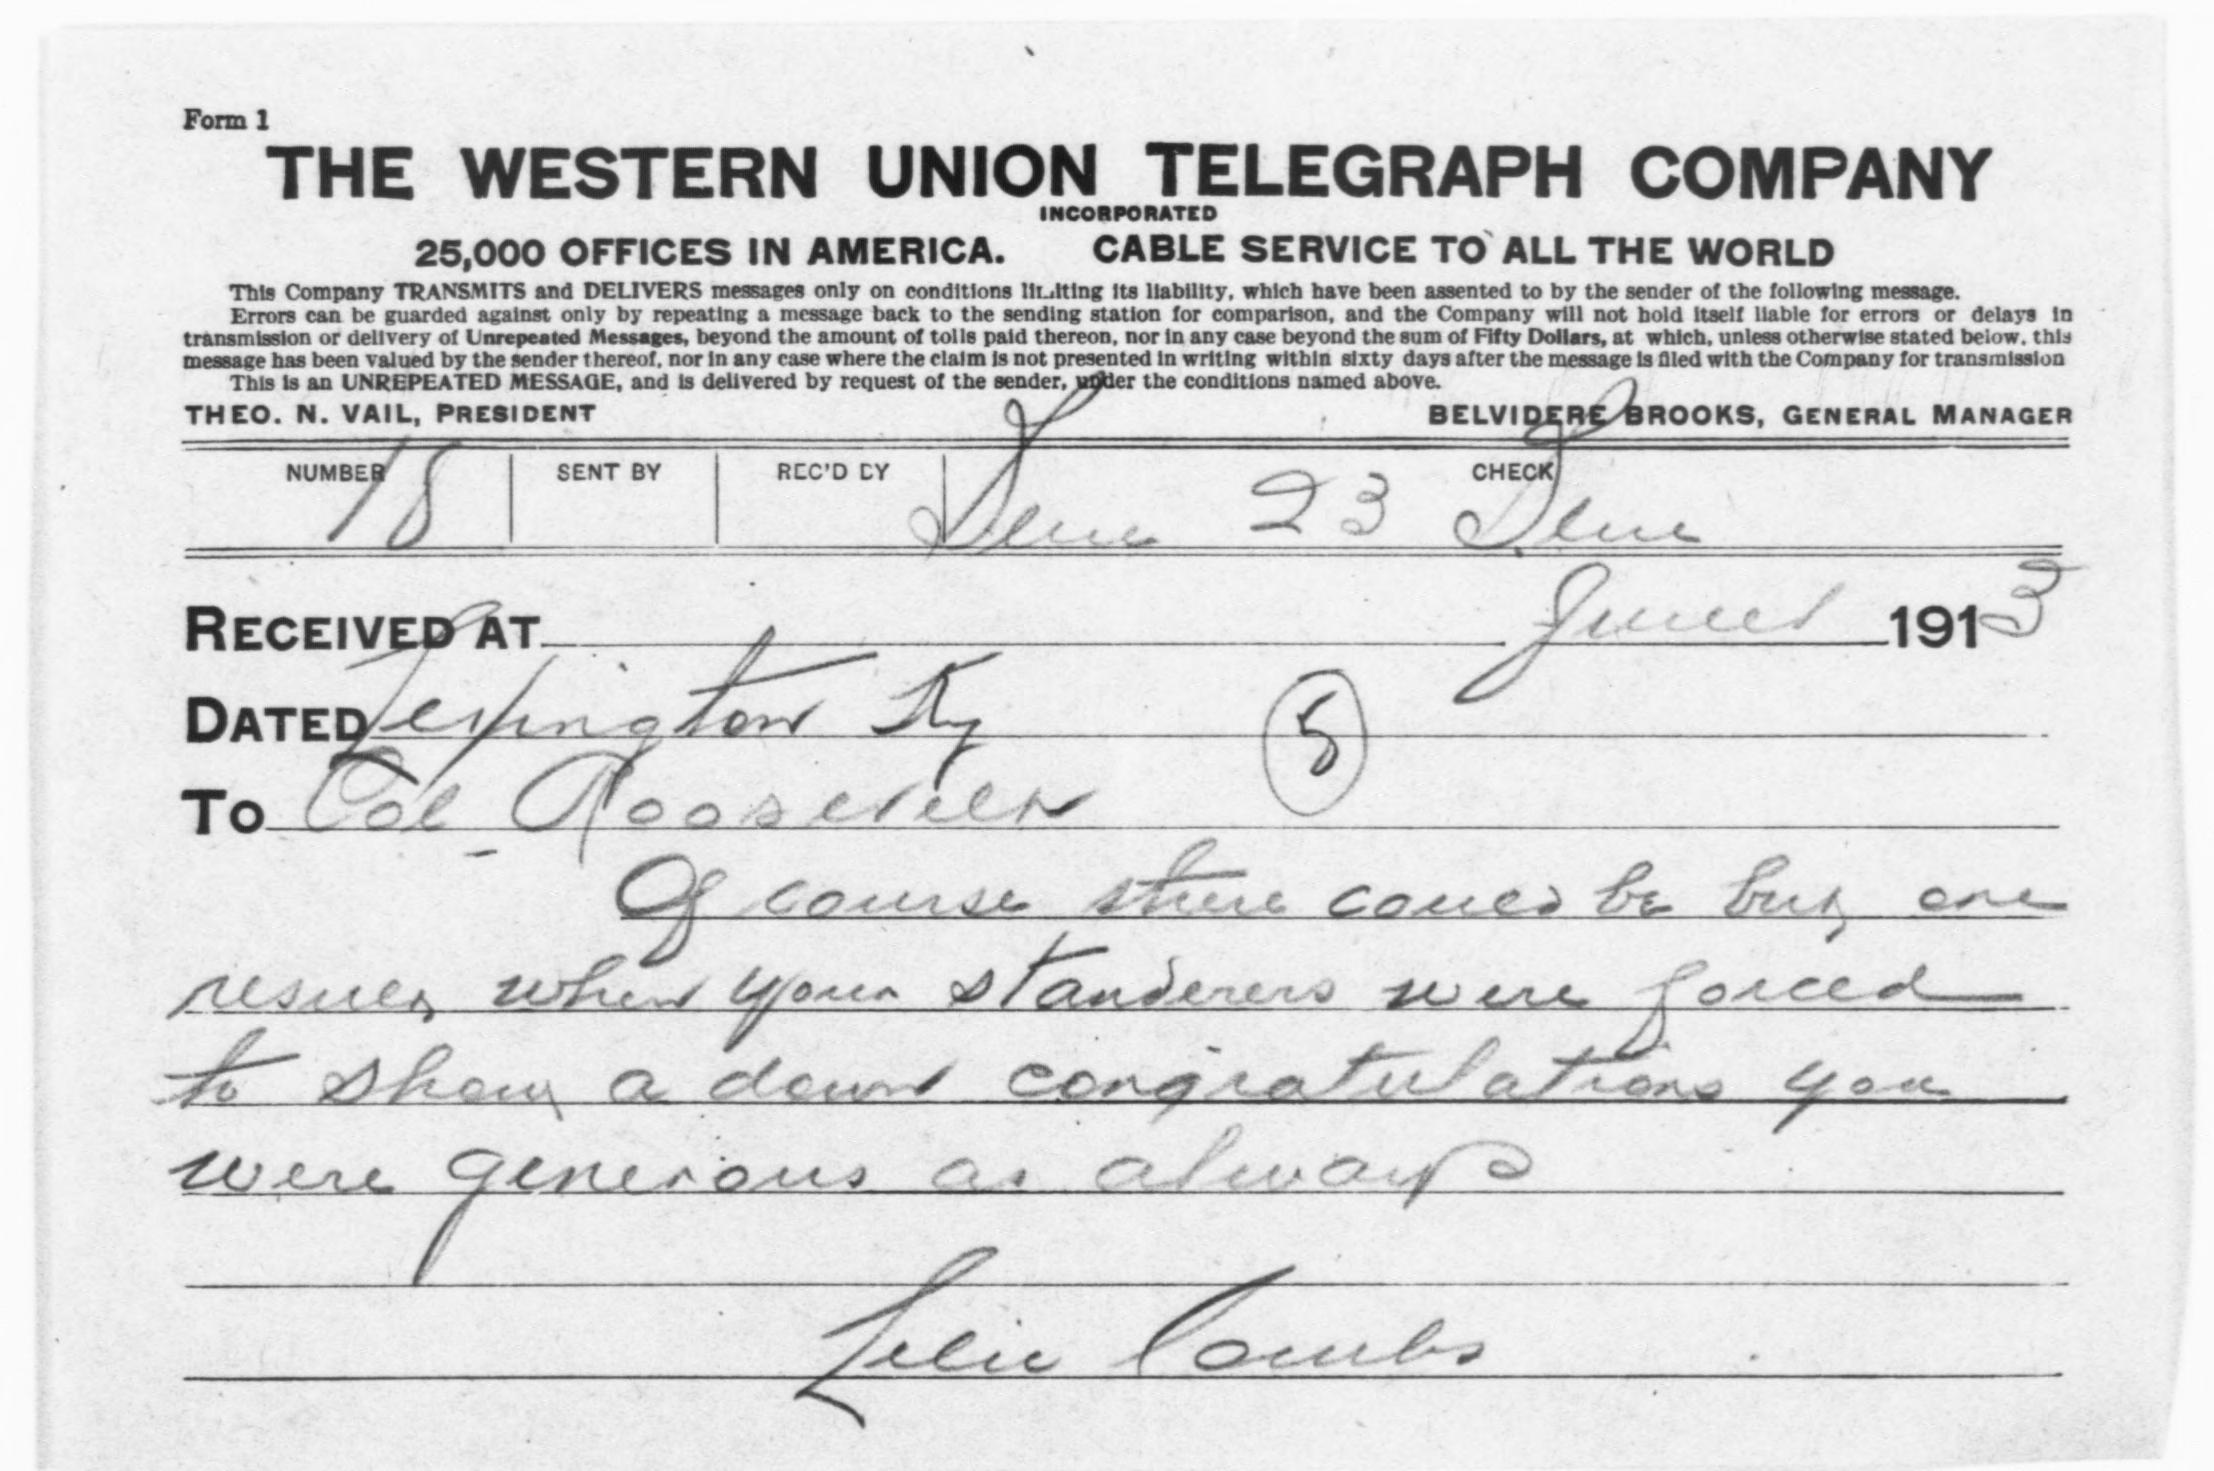 Form 1
THE WESTERN UNION TELEGRAPH COMPANY
INCORPORATED
25,000 OFFICES IN AMERICA. CABLE SERVICE TO ALL THE WORLD
This Company TRANSMITS and DELIVERS messages only on conditions limiting its liability, which have been assented to by the sender of the following message.
Errors can be guarded against only by repeating a message back to the sending station for comparison, and the Company will not hold itself liable for errors or delays in
transmission or delivery of Unrepeated Messages, beyond the amount of tolls paid thereon, nor in any case beyond the sum of Fifty Dollars, at which, unless otherwise stated below, this
message has been valued by the sender thereof, nor in any case where the claim is not presented in writing within sixty days after the message is filed with the Company for transmission
This is an UNREPEATED MESSAGE, and is delivered by request of the sender, under the conditions named above.
THEO. N. VAIL, PRESIDENT BELVIDERE BROOKS, GENERAL MANAGER
NUMBER SENT BY REC'D BY CHECK
18 23
RECEIVED AT June 1 1913
DATED Lexington Ky 5
To Col Roosevelt
Of course there could be but one
result when your slanderers were forced
to show a down congratulations you
were generous as always
Leslie Combs